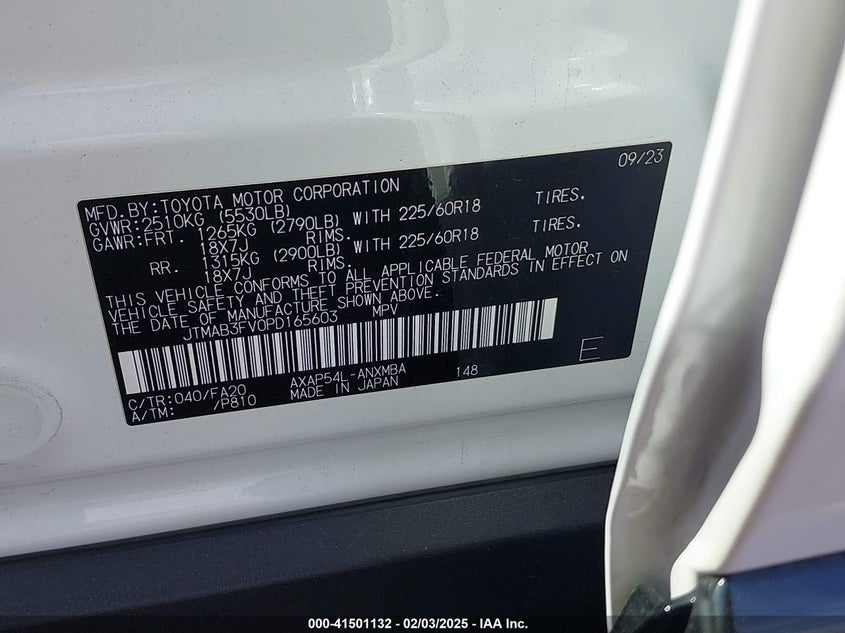 09/23
MFD.BY:TOYOTA MOTOR CORPORATION
GVWR:2510KG (5530LB)
GAWR:FRT. 1265KG (2790LB) WITH 225/60R18 TIRES.
18X7J RIMS.
RR. 1315KG (2900LB) WITH 225/60R18 TIRES.
18X7J RIMS.
THIS VEHICLE CONFORMS TO ALL APPLICABLE FEDERAL MOTOR
VEHICLE SAFETY AND THEFT PREVENTION STANDARDS IN EFFECT ON
THE DATE OF MANUFACTURE SHOWN ABOVE.
JTMAB3FV0PD165603 MPV
E
C/TR:040/FA20 AXAP54L-ANXMBA 148
A/TM: /P810 MADE IN JAPAN
000-41501132 - 02/03/2025 - IAA Inc.